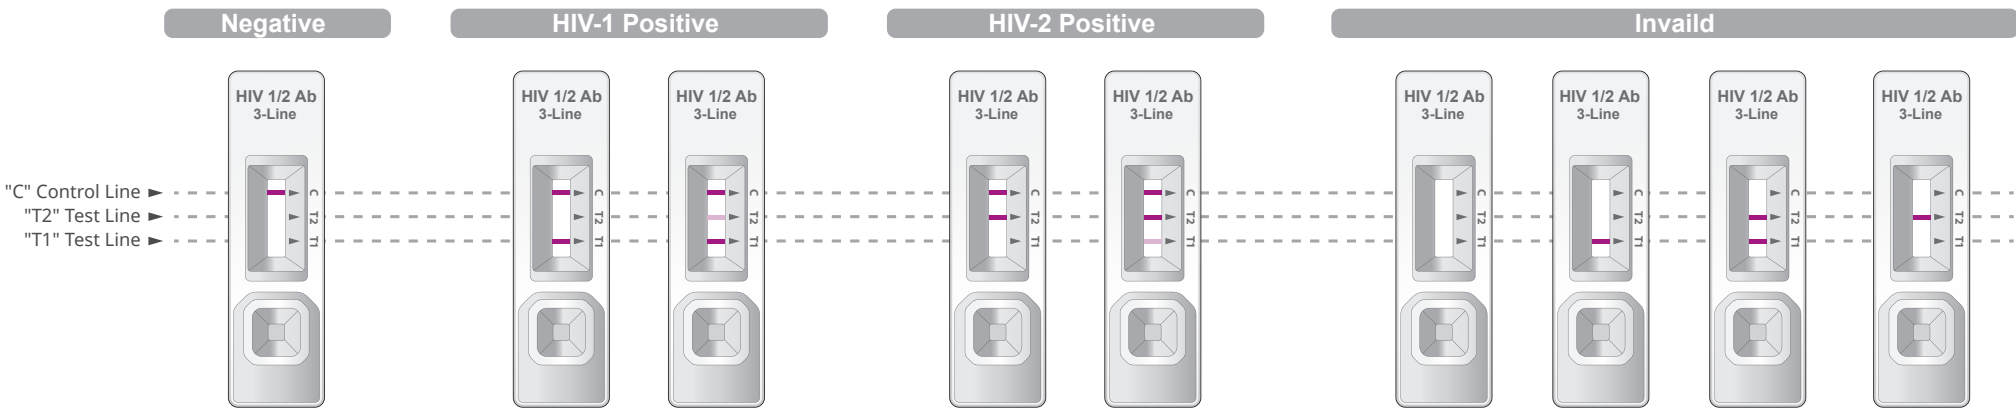 Negative
HIV-1 Positive
HIV-2 Positive
Invaild
HIV 1/2 Ab
3-Line
HIV 1/2 Ab
3-Line
HIV 1/2 Ab
3-Line
HIV 1/2 Ab
3-Line
HIV 1/2 Ab
3-Line
HIV 1/2 Ab
3-Line
HIV 1/2 Ab
3-Line
HIV 1/2 Ab
3-Line
HIV 1/2 Ab
3-Line
"C" Control Line ►
"T2" Test Line ►
"T1" Test Line ►
C
T2
T1
C
T2
T1
C
T2
T1
C
T2
T1
C
T2
T1
C
T2
T1
C
T2
T1
C
T2
T1
C
T2
T1